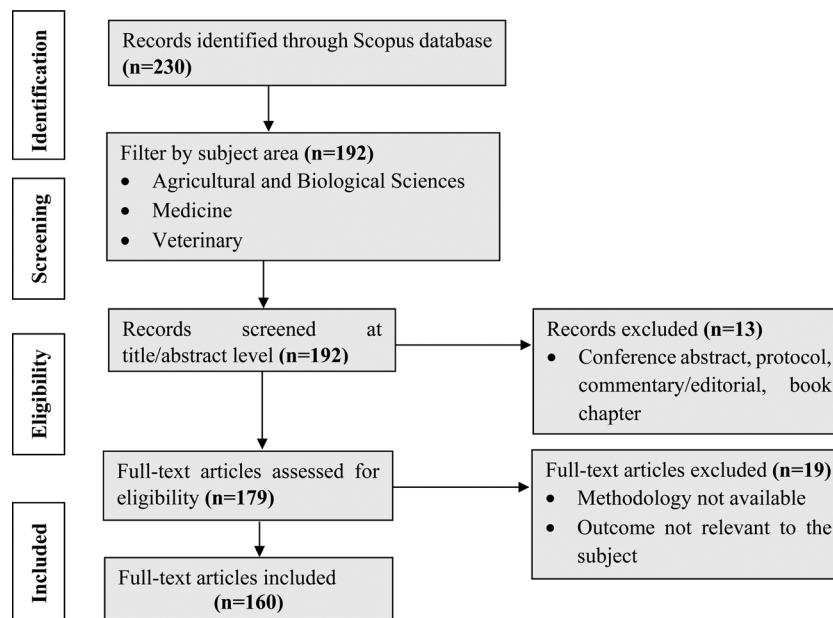 Identification
Records identified through Scopus database
(n=230)
Filter by subject area (n=192)
• Agricultural and Biological Sciences
• Medicine
• Veterinary
Screening
Records screened at
title/abstract level (n=192)
Records excluded (n=13)
• Conference abstract, protocol,
commentary/editorial, book
chapter
Eligibility
Full-text articles assessed for
eligibility (n=179)
Full-text articles excluded (n=19)
• Methodology not available
• Outcome not relevant to the
subject
Included
Full-text articles included
(n=160)